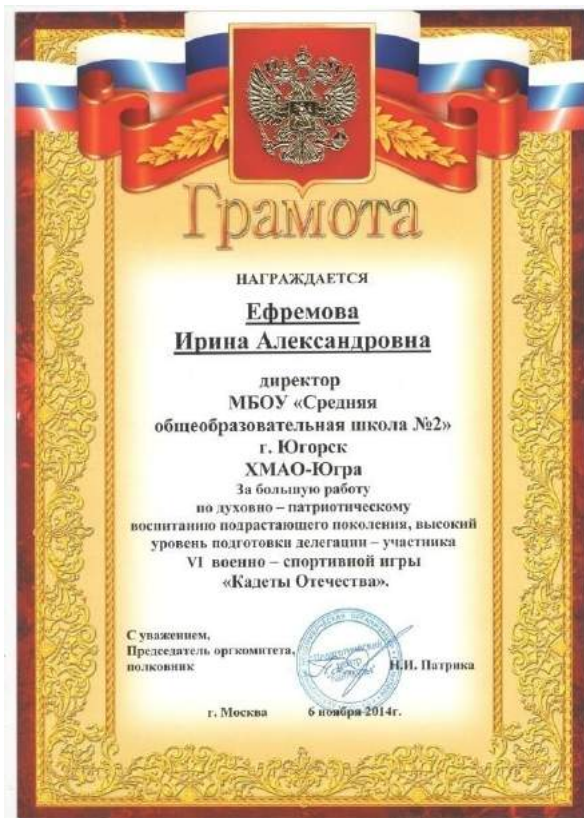 Грамота
НАГРАЖДАЕТСЯ
Ефремова
Ирина Александровна
директор
МБОУ «Средняя
общеобразовательная школа №2»
г. Югорск
ХМАО-Югра
За большую работу
по духовно – патриотическому
воспитанию подрастающего поколения, высокий
уровень подготовки делегации – участника
VI военно – спортивной игры
«Кадеты Отечества».
С уважением,
Председатель оргкомитета,
полковник Н.И. Патрика
г. Москва 6 ноября 2014г.